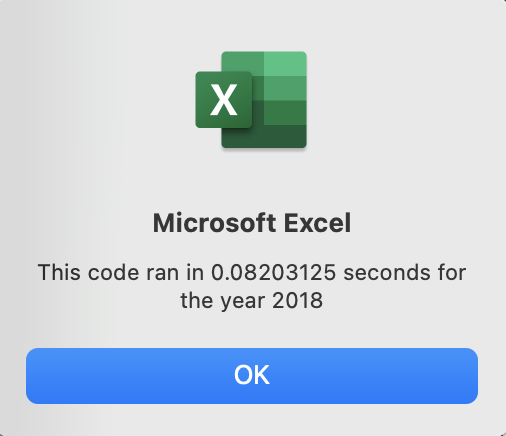 X
Microsoft Excel
This code ran in 0.08203125 seconds for
the year 2018
OK